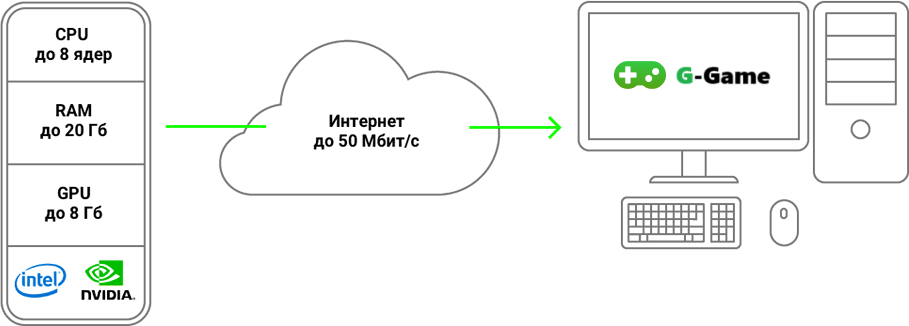 CPU
до 8 ядер
RAM
до 20 Гб
GPU
до 8 Гб
intel
NVIDIA.
Интернет
до 50 Мбит/с
G-Game